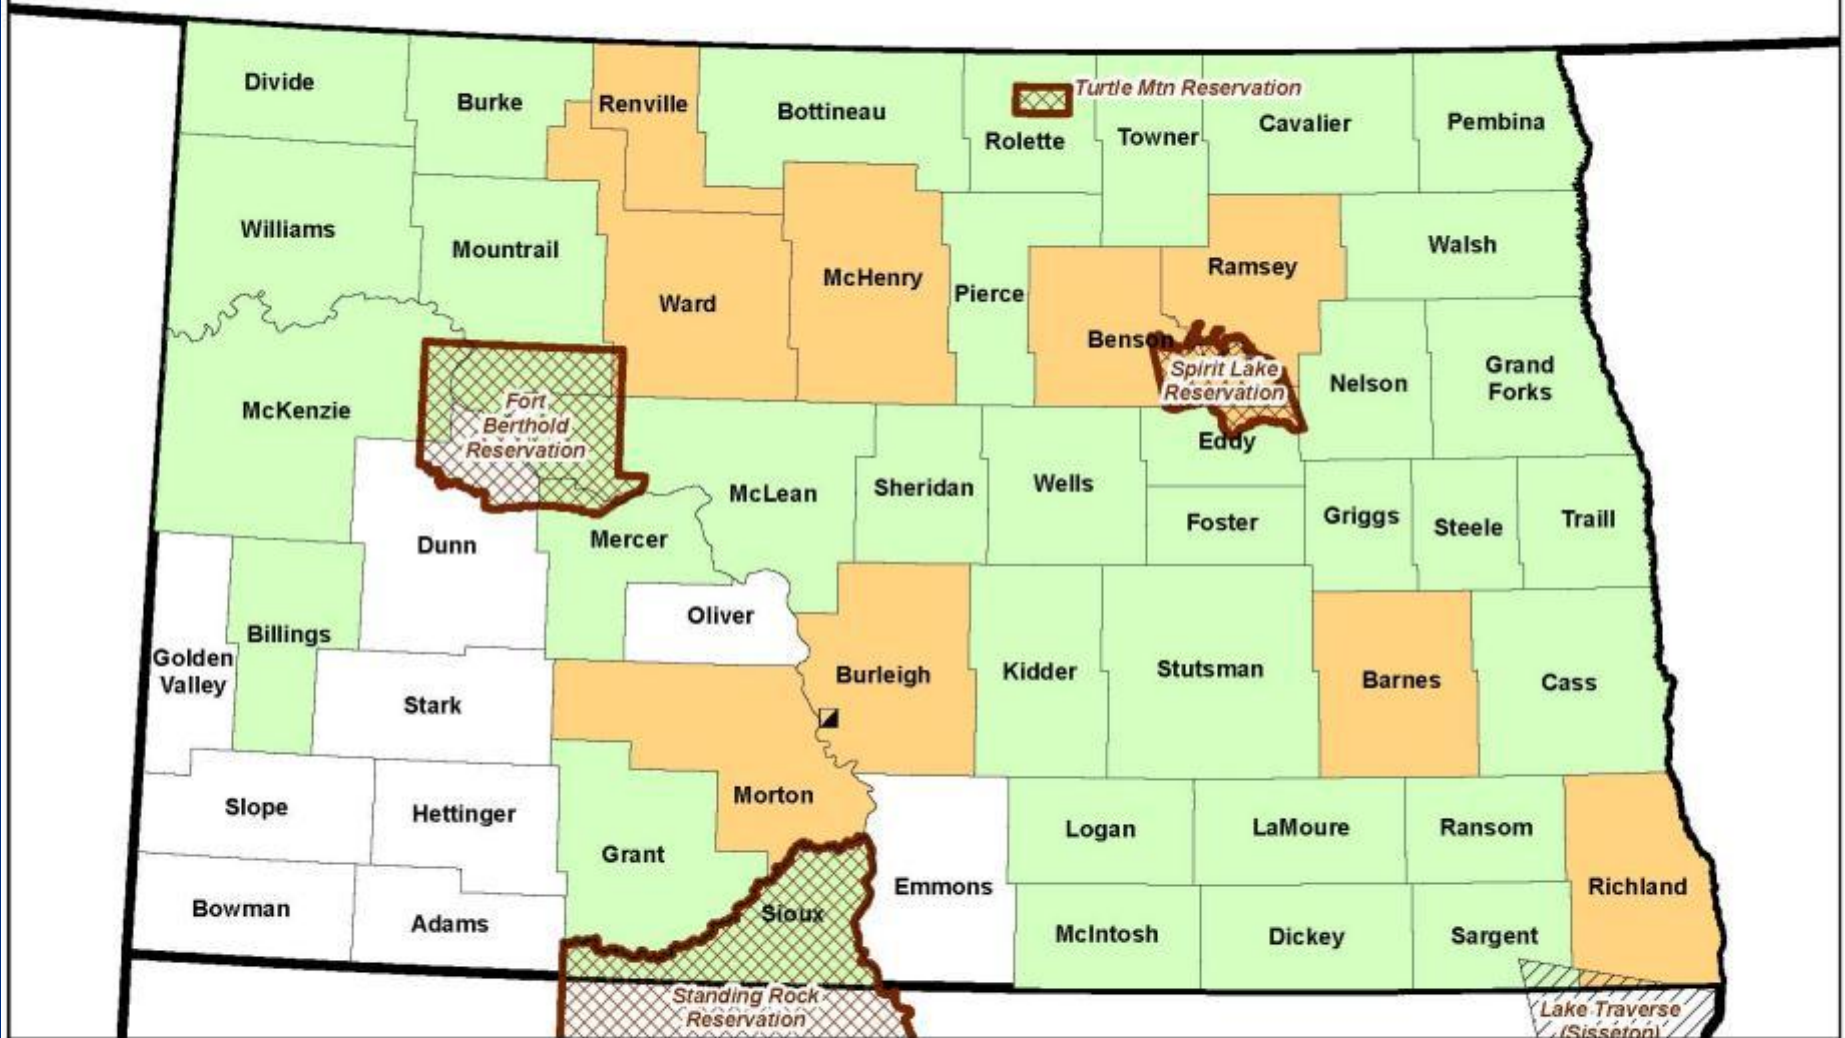 Divide
Burke
Renville
Bottineau
Turtle Mtn Reservation
Rolette
Towner
Cavalier
Pembina
Williams
Mountrail
Ward
McHenry
Pierce
Benson
Ramsey
Walsh
Spirit Lake
Reservation
Nelson
Grand
Forks
McKenzie
Fort
Berthold
Reservation
Eddy
McLean
Sheridan
Wells
Foster
Griggs
Steele
Traill
Dunn
Mercer
Oliver
Golden
Valley
Billings
Stark
Burleigh
Kidder
Stutsman
Barnes
Cass
Slope
Hettinger
Morton
Grant
Logan
LaMoure
Ransom
Richland
Bowman
Adams
Sioux
Emmons
McIntosh
Dickey
Sargent
Standing Rock
Reservation
Lake Traverse
(Sisseton)